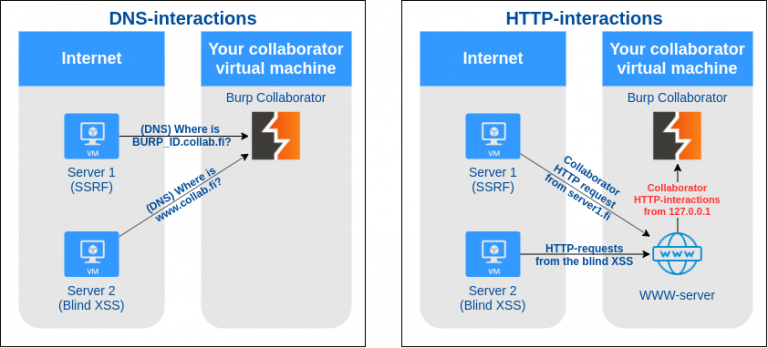 DNS-interactions
Internet
Your collaborator
virtual machine
Burp Collaborator
(DNS) Where is
BURP_ID.collab.fi?
VM
Server 1
(SSRF)
(DNS) Where is
www.collab.fi?
VM
Server 2
(Blind XSS)
HTTP-interactions
Internet
Your collaborator
virtual machine
Burp Collaborator
VM
Server 1
(SSRF)
Collaborator
HTTP request
from server1.fi
Collaborator
HTTP-interactions
from 127.0.0.1
VM
Server 2
(Blind XSS)
HTTP-requests
from the blind XSS
WWW
WWW-server